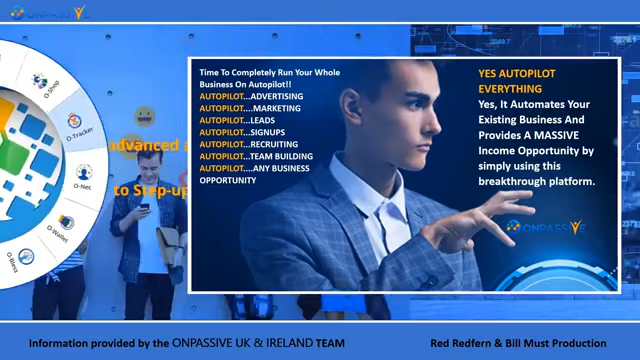 ONPASSIVE
O-Shop
O-Tracker
O-Net
O-Wallet
O-Bless
advanced a
to Step-up
Time To Completely Run Your Whole
Business On Autopilot!!
AUTOPILOT...ADVERTISING
AUTOPILOT....MARKETING
AUTOPILOT...LEADS
AUTOPILOT...SIGNUPS
AUTOPILOT...RECRUITING
AUTOPILOT...TEAM BUILDING
AUTOPILOT....ANY BUSINESS
OPPORTUNITY
YES AUTOPILOT
EVERYTHING
Yes, It Automates Your
Existing Business And
Provides A MASSIVE
Income Opportunity by
simply using this
breakthrough platform.
ONPASSIVE
Information provided by the ONPASSIVE UK & IRELAND TEAM
Red Redfern & Bill Must Production